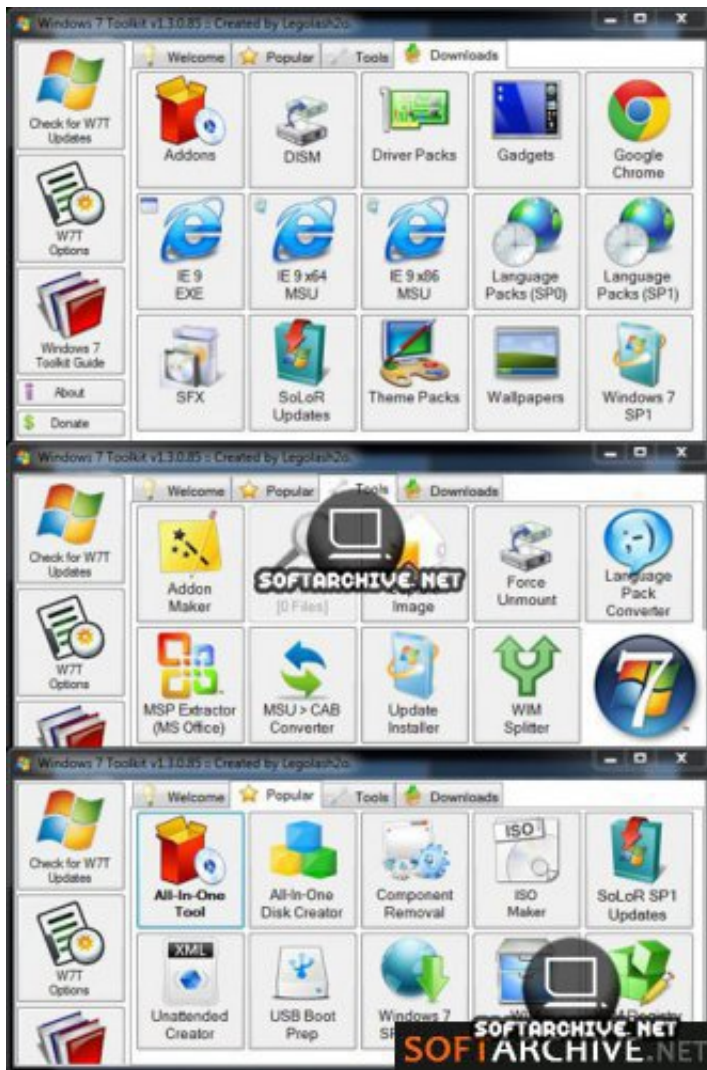 Windows 7 Toolkit v1.3.0.85 :: Created by Legolash2o
Welcome Popular Tools Downloads
Check for W7T
Updates
W7T
Options
Windows 7
Toolkit Guide
About
Donate
Addons
DISM
Driver Packs
Gadgets
Google
Chrome
IE 9
EXE
IE 9 x64
MSU
IE 9 x86
MSU
Language
Packs (SP0)
Language
Packs (SP1)
SFX
SoLoR
Updates
Theme Packs
Wallpapers
Windows 7
SP1
Windows 7 Toolkit v1.3.0.85 :: Created by Legolash2o
Welcome Popular Tools Downloads
Check for W7T
Updates
W7T
Options
Addon
Maker
[0 Files]
Image
Force
Unmount
Language
Pack
Converter
SOFTARCHIVE.NET
MSP Extractor
(MS Office)
MSU > CAB
Converter
Update
Installer
WIM
Splitter
7
Windows 7 Toolkit v1.3.0.85 :: Created by Legolash2o
Welcome Popular Tools Downloads
Check for W7T
Updates
W7T
Options
All-In-One
Tool
All-In-One
Disk Creator
Component
Removal
ISO
ISO
Maker
SoLoR SP1
Updates
XML
Unattended
Creator
USB Boot
Prep
Windows 7
Registry
SOFTARCHIVE.NET
SOFTARCHIVE.NET